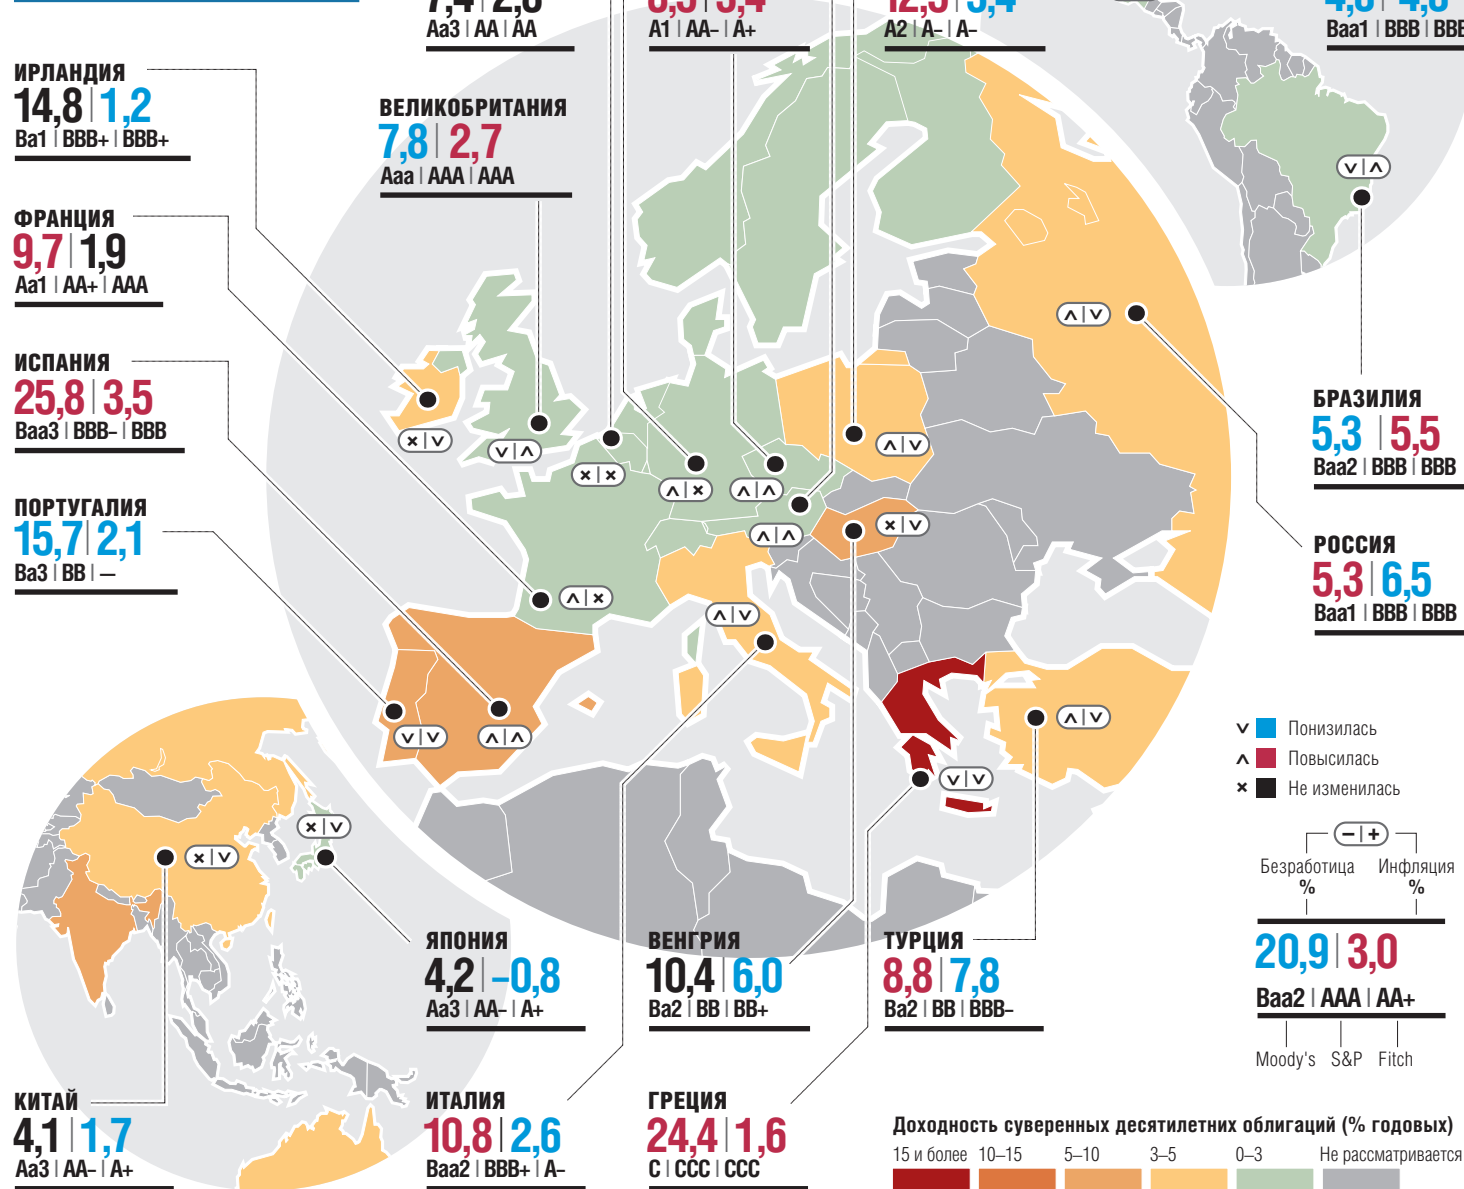 Aa3 | AA | AA
A1 | AA– | A+
A2 | A– | A–
Baa1 | BBB |
ИРЛАНДИЯ
14,8 | 1,2
Ba1 | BBB+ | BBB+
ВЕЛИКОБРИТАНИЯ
7,8 | 2,7
Aaa | AAA | AAA
ФРАНЦИЯ
9,7 | 1,9
Aa1 | AA+ | AAA
ИСПАНИЯ
25,8 | 3,5
Baa3 | BBB– | BBB
ПОРТУГАЛИЯ
15,7 | 2,1
Ba3 | BB | —
БРАЗИЛИЯ
5,3 | 5,5
Baa2 | BBB | BBB
РОССИЯ
5,3 | 6,5
Baa1 | BBB | BBB
Понизилась
Повысилась
Не изменилась
− | +
Безработица Инфляция
% %
20,9 | 3,0
Baa2 | AAA | AA+
Moody's S&P Fitch
ЯПОНИЯ
4,2 | –0,8
Aa3 | AA– | A+
ВЕНГРИЯ
10,4 | 6,0
Ba2 | BB | BB+
ТУРЦИЯ
8,8 | 7,8
Ba2 | BB | BBB–
КИТАЙ
4,1 | 1,7
Aa3 | AA– | A+
ИТАЛИЯ
10,8 | 2,6
Baa2 | BBB+ | A–
ГРЕЦИЯ
24,4 | 1,6
C | CCC | CCC
Доходность суверенных десятилетних облигаций (% годовых)
15 и более 10–15 5–10 3–5 0–3 Не рассматривается